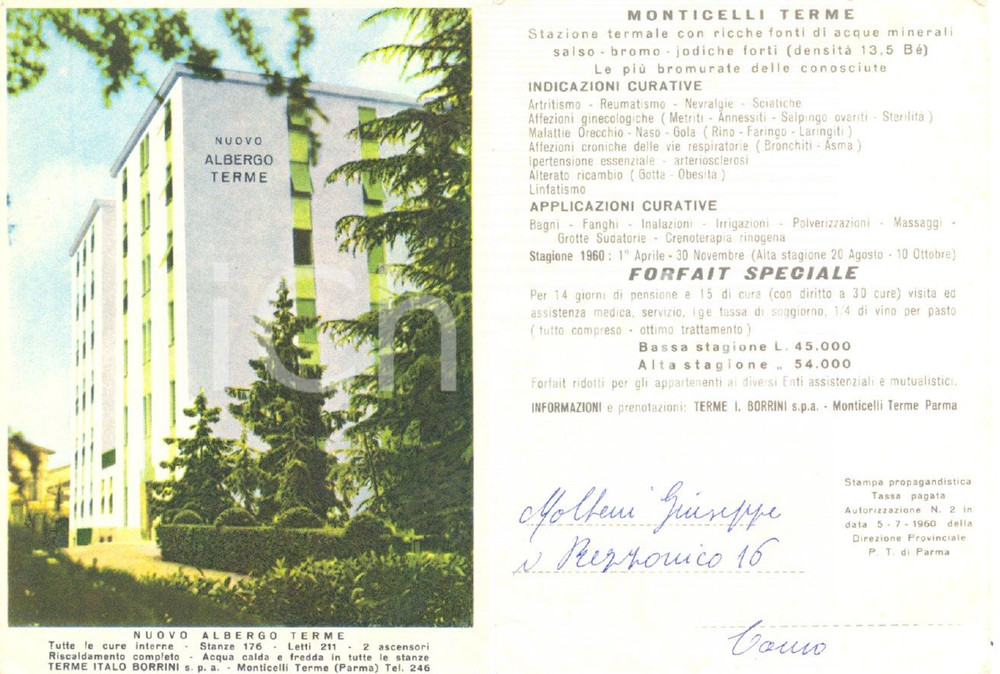 NUOVO
ALBERGO
TERME
ich
NUOVO ALBERGO TERME
Tutte le cure interne - Stanze 176 - Letti 211 - 2 ascensori
Riscaldamento completo - Acqua calda e fredda in tutte le stanze
TERME ITALO BORRINI s. p. a. - Monticelli Terme (Parma) Tel. 246
MONTICELLI TERME
Stazione termale con ricche fonti di acque minerali
salso - bromo - jodiche forti (densità 13,5 Bé)
Le più bromurate delle conosciute
INDICAZIONI CURATIVE
Artritismo - Reumatismo - Nevralgie - Sciatiche
Affezioni ginecologiche ( Metriti - Annessiti - Salpingo ovariti - Sterilità )
Malattie Orecchio - Naso - Gola ( Rino - Faringo - Laringiti )
Affezioni croniche delle vie respiratorie ( Bronchiti - Asma )
Ipertensione essenziale - arteriosclerosi
Alterato ricambio ( Gotta - Obesità )
Linfatismo
APPLICAZIONI CURATIVE
Bagni - Fanghi - Inalazioni - Irrigazioni - Polverizzazioni - Massaggi -
Grotte Sudatorie - Crenoterapia rinogena
Stagione 1960 : 1° Aprile - 30 Novembre (Alta stagione 20 Agosto - 10 Ottobre)
FORFAIT SPECIALE
Per 14 giorni di pensione e 15 di cura (con diritto a 30 cure) visita ed
assistenza medica, servizio, ige tassa di soggiorno, 1/4 di vino per pasto
( tutto compreso - ottimo trattamento )
Bassa stagione L. 45.000
Alta stagione „ 54.000
Forfait ridotti per gli appartenenti ai diversi Enti assistenziali e mutualistici.
INFORMAZIONI e prenotazioni: TERME I. BORRINI s.p.a. - Monticelli Terme Parma
Stampa propagandistica
Tassa pagata
Autorizzazione N. 2 in
data 5-7-1960 della
Direzione Provinciale
P. T. di Parma
Molteni Giuseppe
v Rezzonico 16
Como